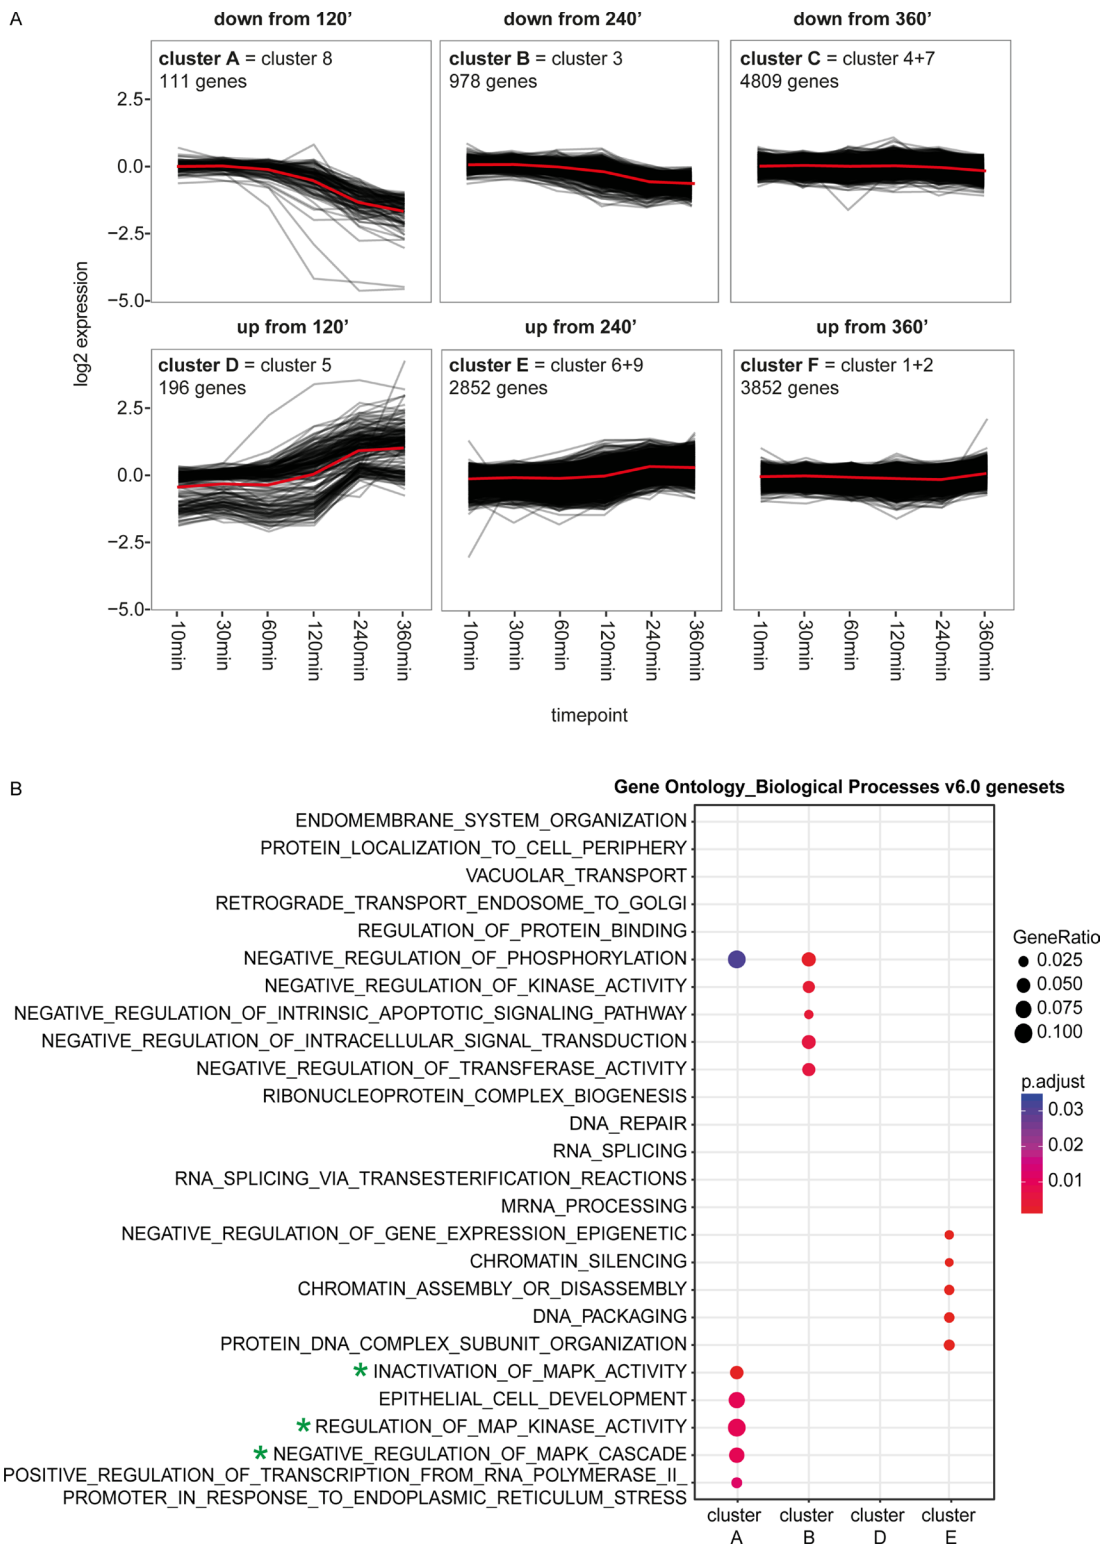 A
down from 120’
down from 240’
down from 360’
cluster A = cluster 8
111 genes
cluster B = cluster 3
978 genes
cluster C = cluster 4+7
4809 genes
2.5
0.0
−2.5
−5.0
log2 expression
up from 120’
up from 240’
up from 360’
cluster D = cluster 5
196 genes
cluster E = cluster 6+9
2852 genes
cluster F = cluster 1+2
3852 genes
2.5
0.0
−2.5
−5.0
10min
30min
60min
120min
240min
360min
10min
30min
60min
120min
240min
360min
10min
30min
60min
120min
240min
360min
timepoint
B
Gene Ontology_Biological Processes v6.0 genesets
ENDOMEMBRANE_SYSTEM_ORGANIZATION
PROTEIN_LOCALIZATION_TO_CELL_PERIPHERY
VACUOLAR_TRANSPORT
RETROGRADE_TRANSPORT_ENDOSOME_TO_GOLGI
REGULATION_OF_PROTEIN_BINDING
NEGATIVE_REGULATION_OF_PHOSPHORYLATION
NEGATIVE_REGULATION_OF_KINASE_ACTIVITY
NEGATIVE_REGULATION_OF_INTRINSIC_APOPTOTIC_SIGNALING_PATHWAY
NEGATIVE_REGULATION_OF_INTRACELLULAR_SIGNAL_TRANSDUCTION
NEGATIVE_REGULATION_OF_TRANSFERASE_ACTIVITY
RIBONUCLEOPROTEIN_COMPLEX_BIOGENESIS
DNA_REPAIR
RNA_SPLICING
RNA_SPLICING_VIA_TRANSESTERIFICATION_REACTIONS
MRNA_PROCESSING
NEGATIVE_REGULATION_OF_GENE_EXPRESSION_EPIGENETIC
CHROMATIN_SILENCING
CHROMATIN_ASSEMBLY_OR_DISASSEMBLY
DNA_PACKAGING
PROTEIN_DNA_COMPLEX_SUBUNIT_ORGANIZATION
* INACTIVATION_OF_MAPK_ACTIVITY
EPITHELIAL_CELL_DEVELOPMENT
* REGULATION_OF_MAP_KINASE_ACTIVITY
* NEGATIVE_REGULATION_OF_MAPK_CASCADE
POSITIVE_REGULATION_OF_TRANSCRIPTION_FROM_RNA_POLYMERASE_II_
PROMOTER_IN_RESPONSE_TO_ENDOPLASMIC_RETICULUM_STRESS
GeneRatio
0.025
0.050
0.075
0.100
p.adjust
0.03
0.02
0.01
cluster A
cluster B
cluster D
cluster E